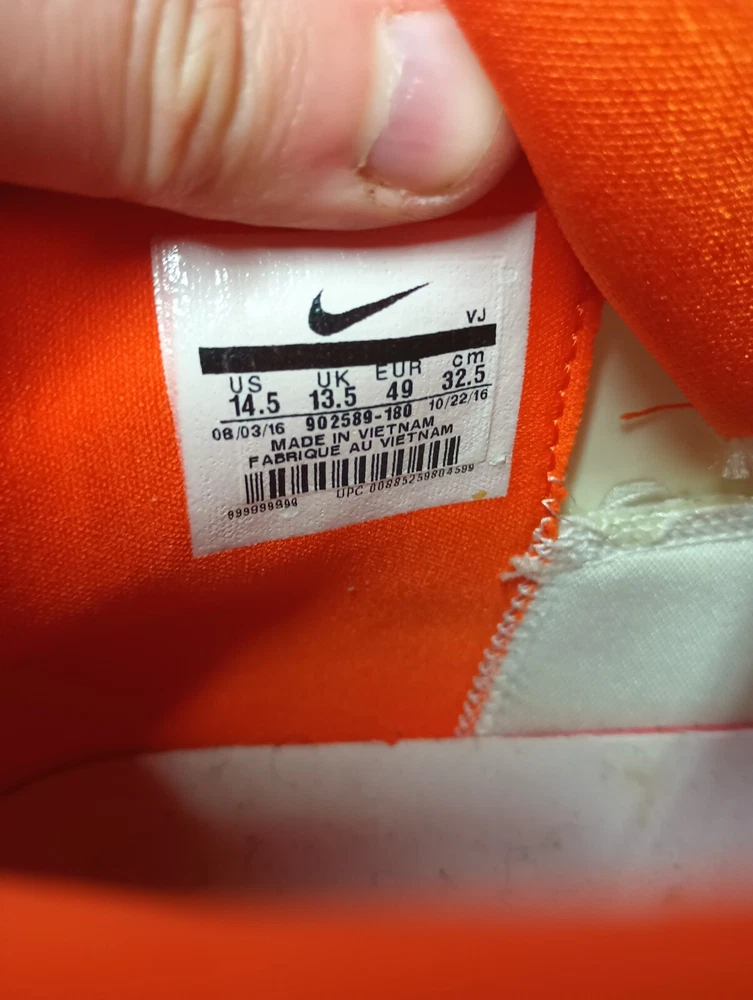 VJ
US UK EUR cm
14.5 13.5 49 32.5
08/03/16 902589-180 10/22/16
MADE IN VIETNAM
FABRIQUE AU VIETNAM
UPC 00885259804599